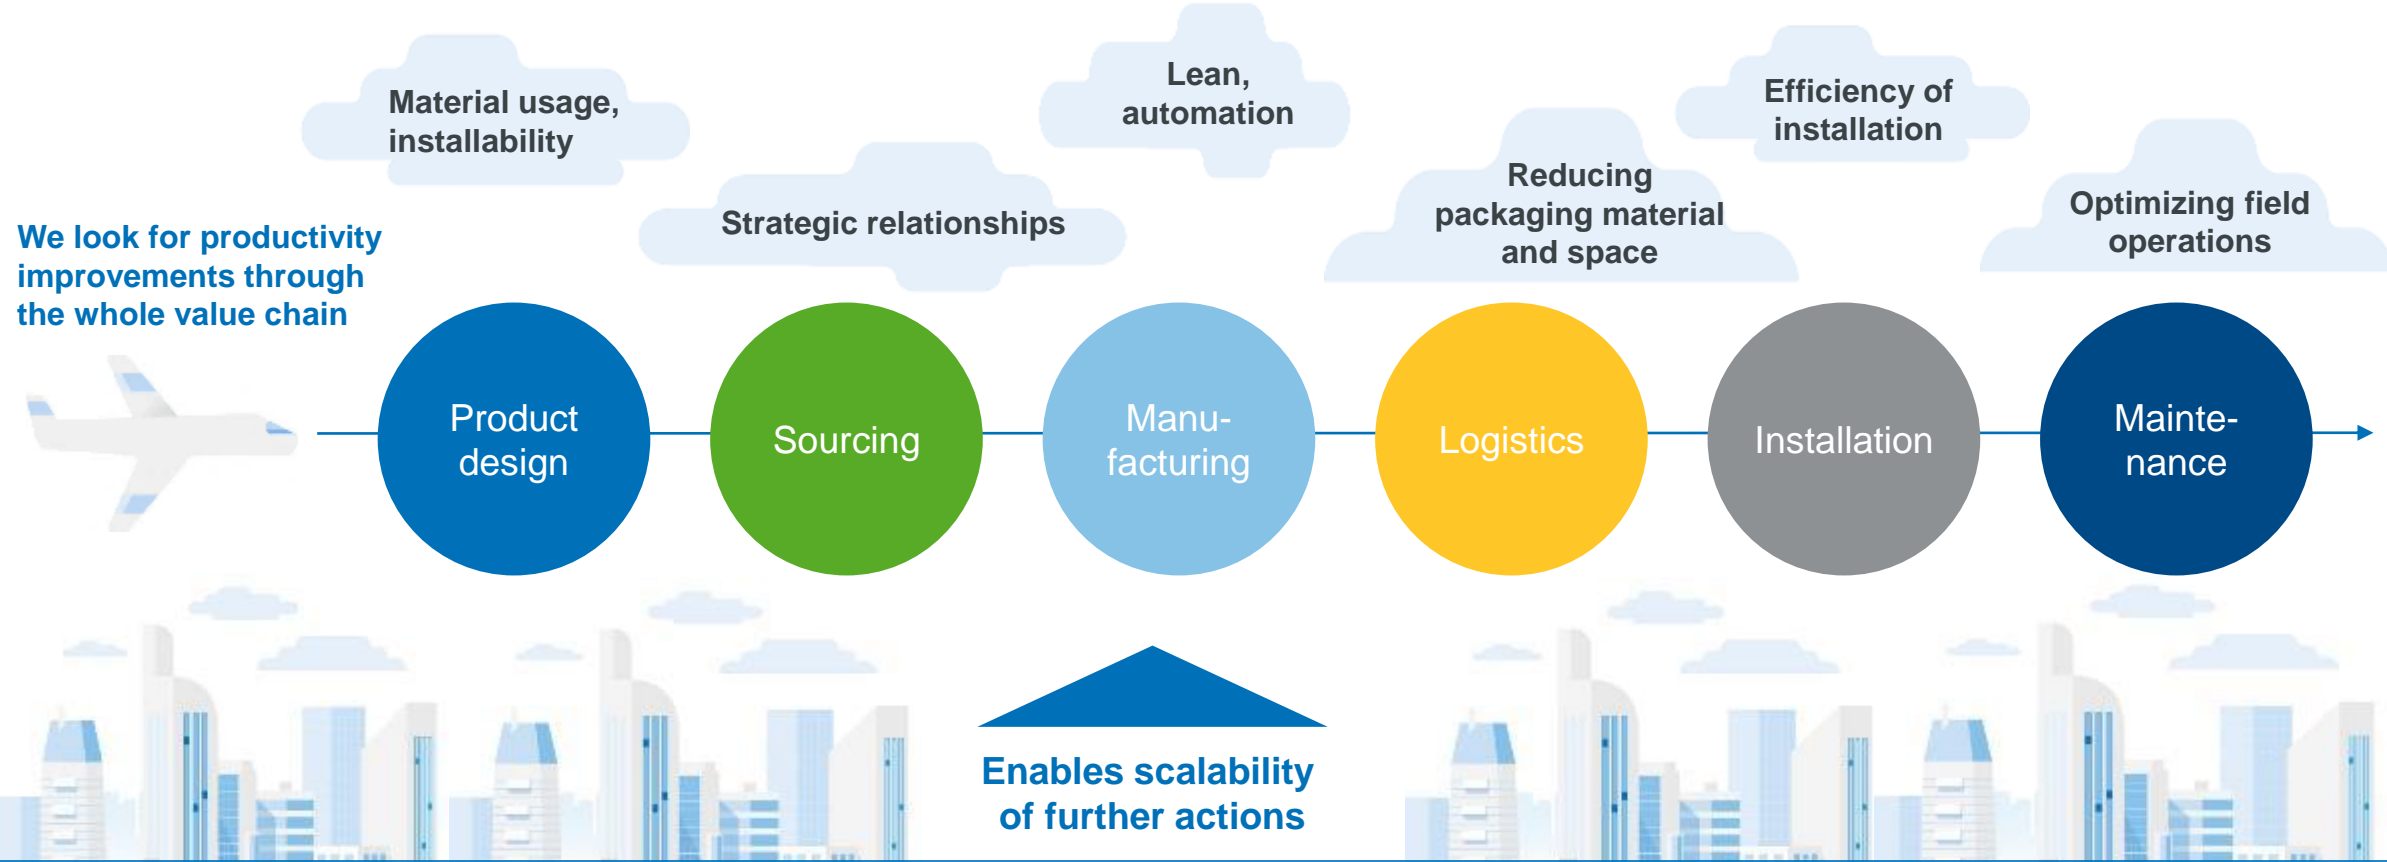 Material usage,
installability
Strategic relationships
Lean,
automation
Reducing
packaging material
and space
Efficiency of
installation
Optimizing field
operations
We look for productivity
improvements through
the whole value chain
Product
design
Sourcing
Manu-
facturing
Logistics
Installation
Mainte-
nance
Enables scalability
of further actions